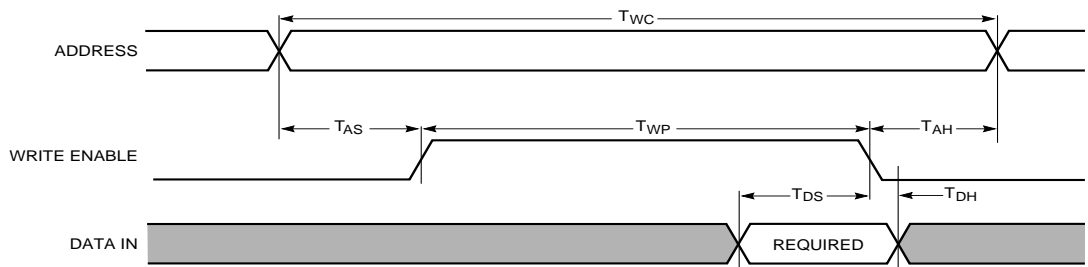 TWC
ADDRESS
TAS
TWP
TAH
WRITE ENABLE
TDS
TDH
DATA IN
REQUIRED